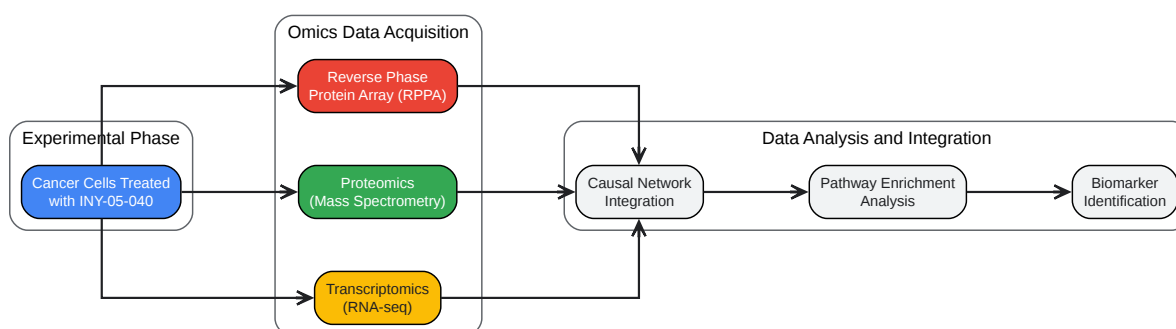 Omics Data Acquisition
Reverse Phase
Protein Array (RPPA)
Experimental Phase
Data Analysis and Integration
Cancer Cells Treated
with INY-05-040
Proteomics
(Mass Spectrometry)
Causal Network
Integration
Pathway Enrichment
Analysis
Biomarker
Identification
Transcriptomics
(RNA-seq)